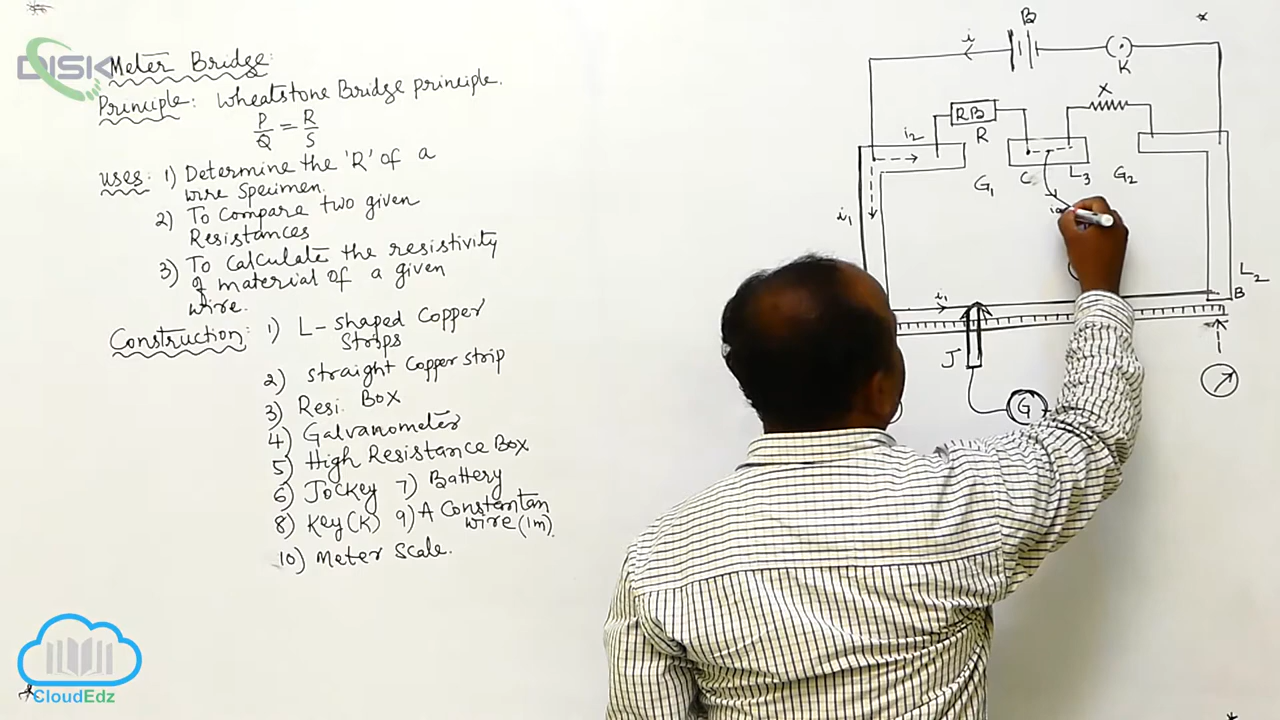 DISK
Meter Bridge:
Principle: Wheatstone Bridge principle.
P/Q = R/S
uses: 1) Determine the 'R' of a
wire specimen.
2) To compare two given
Resistances
3) To calculate the resistivity
of material of a given
wire.
Construction: 1) L-shaped Copper
Strips
2) straight Copper strip
3) Resi. Box
4) Galvanometer
5) High Resistance Box
6) Jockey 7) Battery
8) Key(K) 9) A Constantan
wire (1m)
10) Meter Scale.
CloudEdz
B
i
K
X
RB
R
i2
G1
C
L3
G2
i1
L2
B
i1
J
G